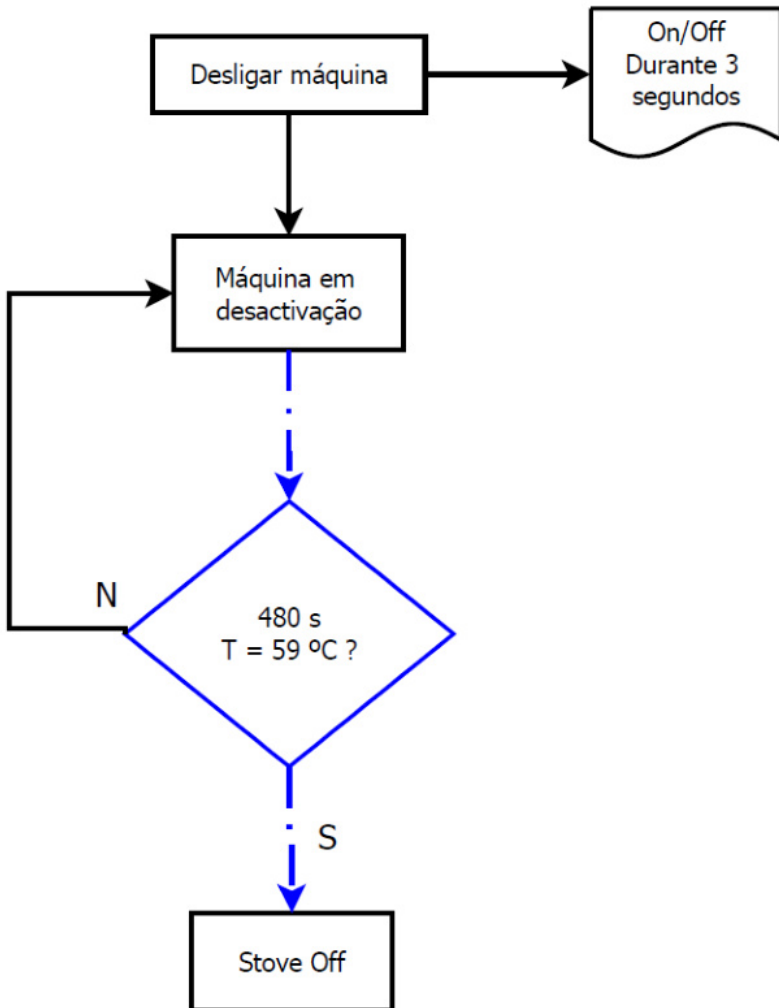 Desligar máquina
On/Off
Durante 3
segundos
Máquina em
desactivação
N
480 s
T = 59 ºC ?
S
Stove Off